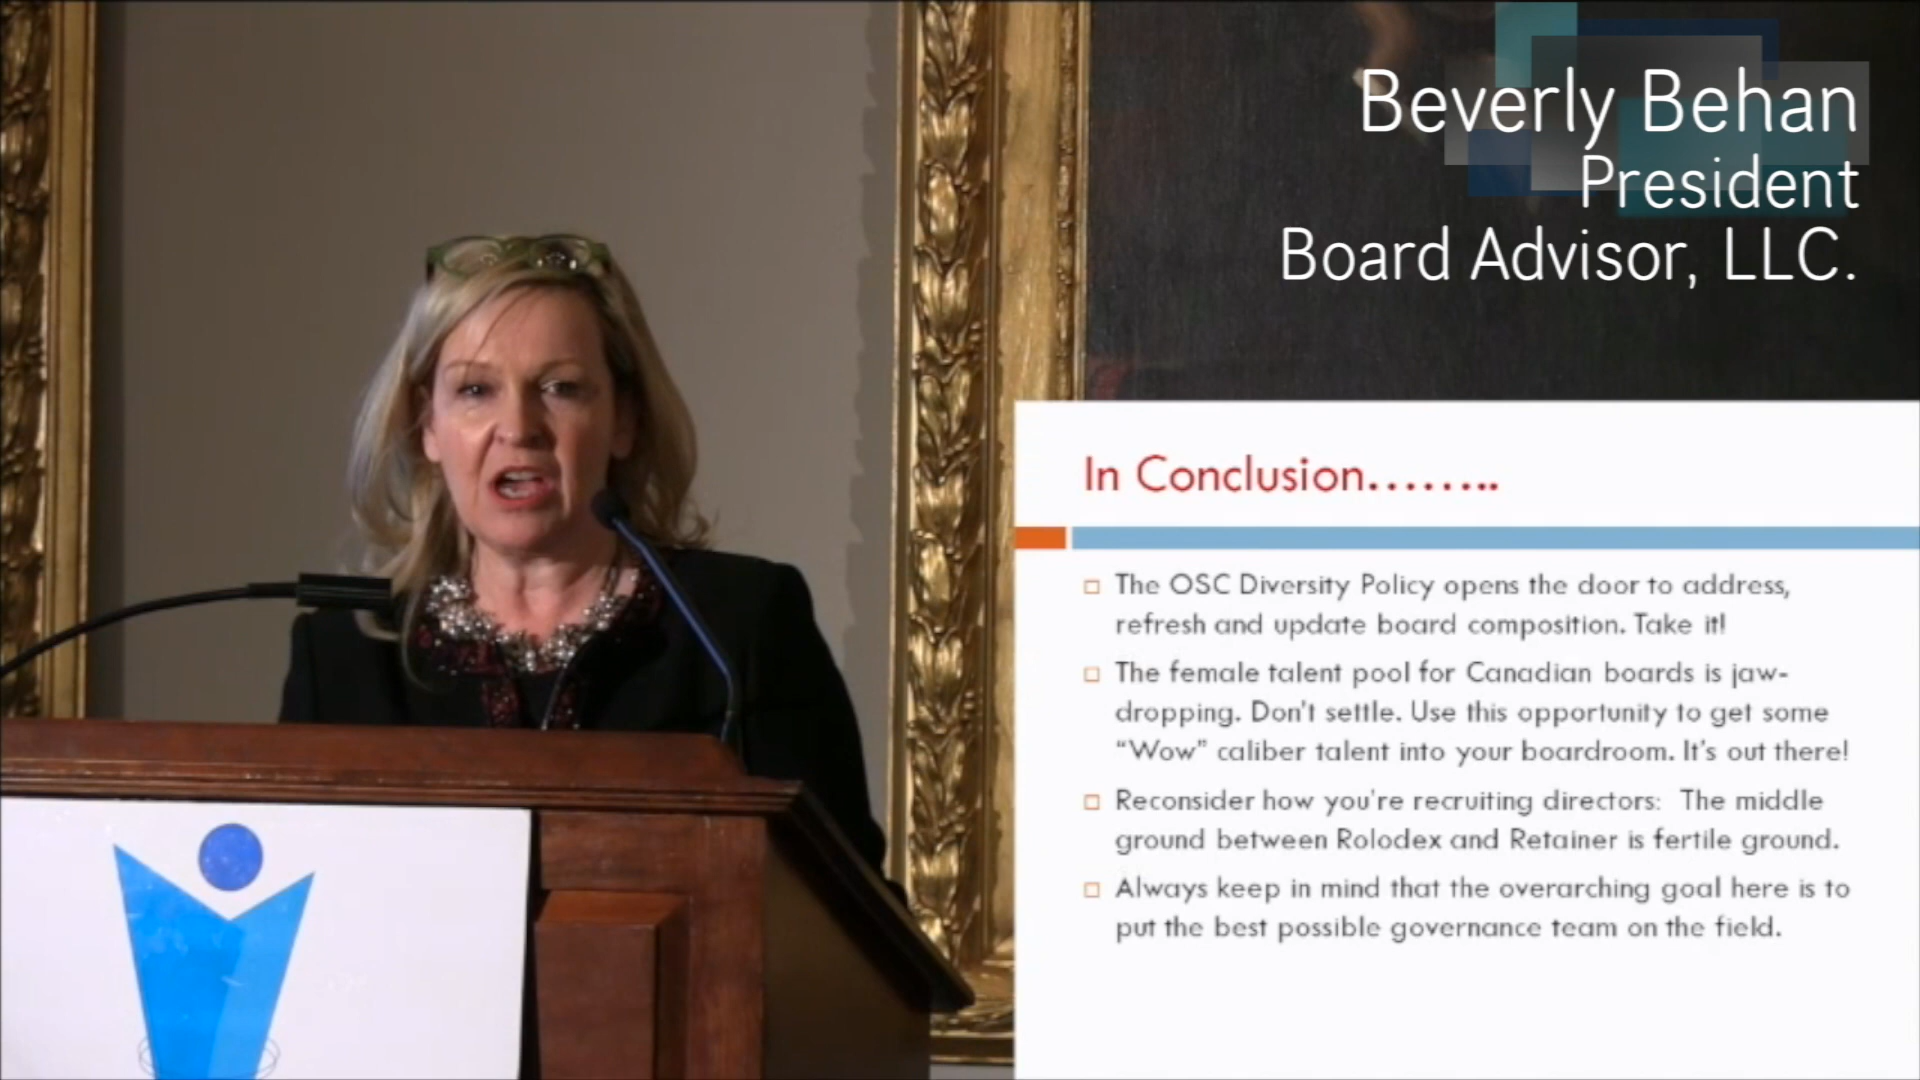 Beverly Behan
President
Board Advisor, LLC.
In Conclusion........
The OSC Diversity Policy opens the door to address,
refresh and update board composition. Take it!
The female talent pool for Canadian boards is jaw-
dropping. Don't settle. Use this opportunity to get some
“Wow” caliber talent into your boardroom. It's out there!
Reconsider how you're recruiting directors:  The middle
ground between Rolodex and Retainer is fertile ground.
Always keep in mind that the overarching goal here is to
put the best possible governance team on the field.